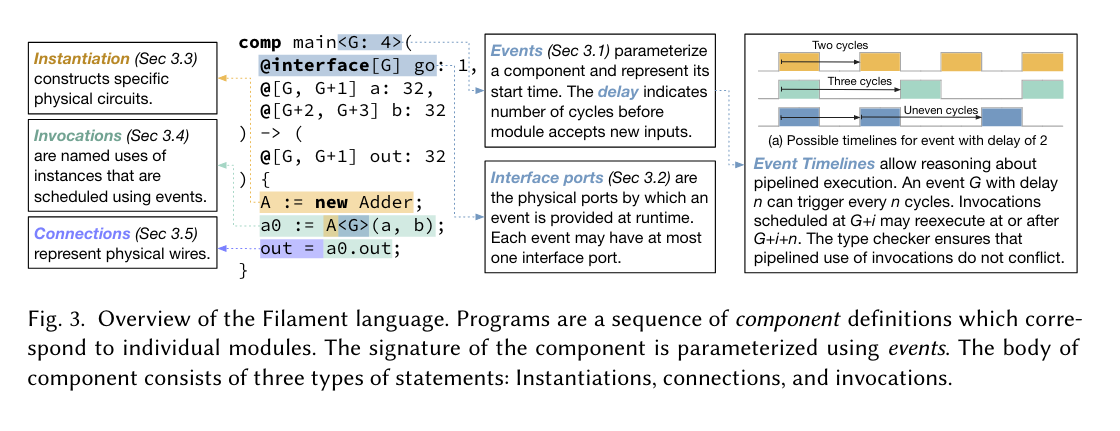 Instantiation (Sec 3.3)
constructs specific
physical circuits.
Invocations (Sec 3.4)
are named uses of
instances that are
scheduled using events.
Connections (Sec 3.5)
represent physical wires.
comp main<G: 4>(
@interface[G] go: 1,
@[G, G+1] a: 32,
@[G+2, G+3] b: 32
) -> (
@[G, G+1] out: 32
) {
A := new Adder;
a0 := A<G>(a, b);
out = a0.out;
}
Events (Sec 3.1) parameterize
a component and represent its
start time. The delay indicates
number of cycles before
module accepts new inputs.
Interface ports (Sec 3.2) are
the physical ports by which an
event is provided at runtime.
Each event may have at most
one interface port.
Two cycles
Three cycles
Uneven cycles
(a) Possible timelines for event with delay of 2
Event Timelines allow reasoning about
pipelined execution. An event G with delay
n can trigger every n cycles. Invocations
scheduled at G+i may reexecute at or after
G+i+n. The type checker ensures that
pipelined use of invocations do not conflict.
Fig. 3. Overview of the Filament language. Programs are a sequence of component definitions which corre-
spond to individual modules. The signature of the component is parameterized using events. The body of
component consists of three types of statements: Instantiations, connections, and invocations.